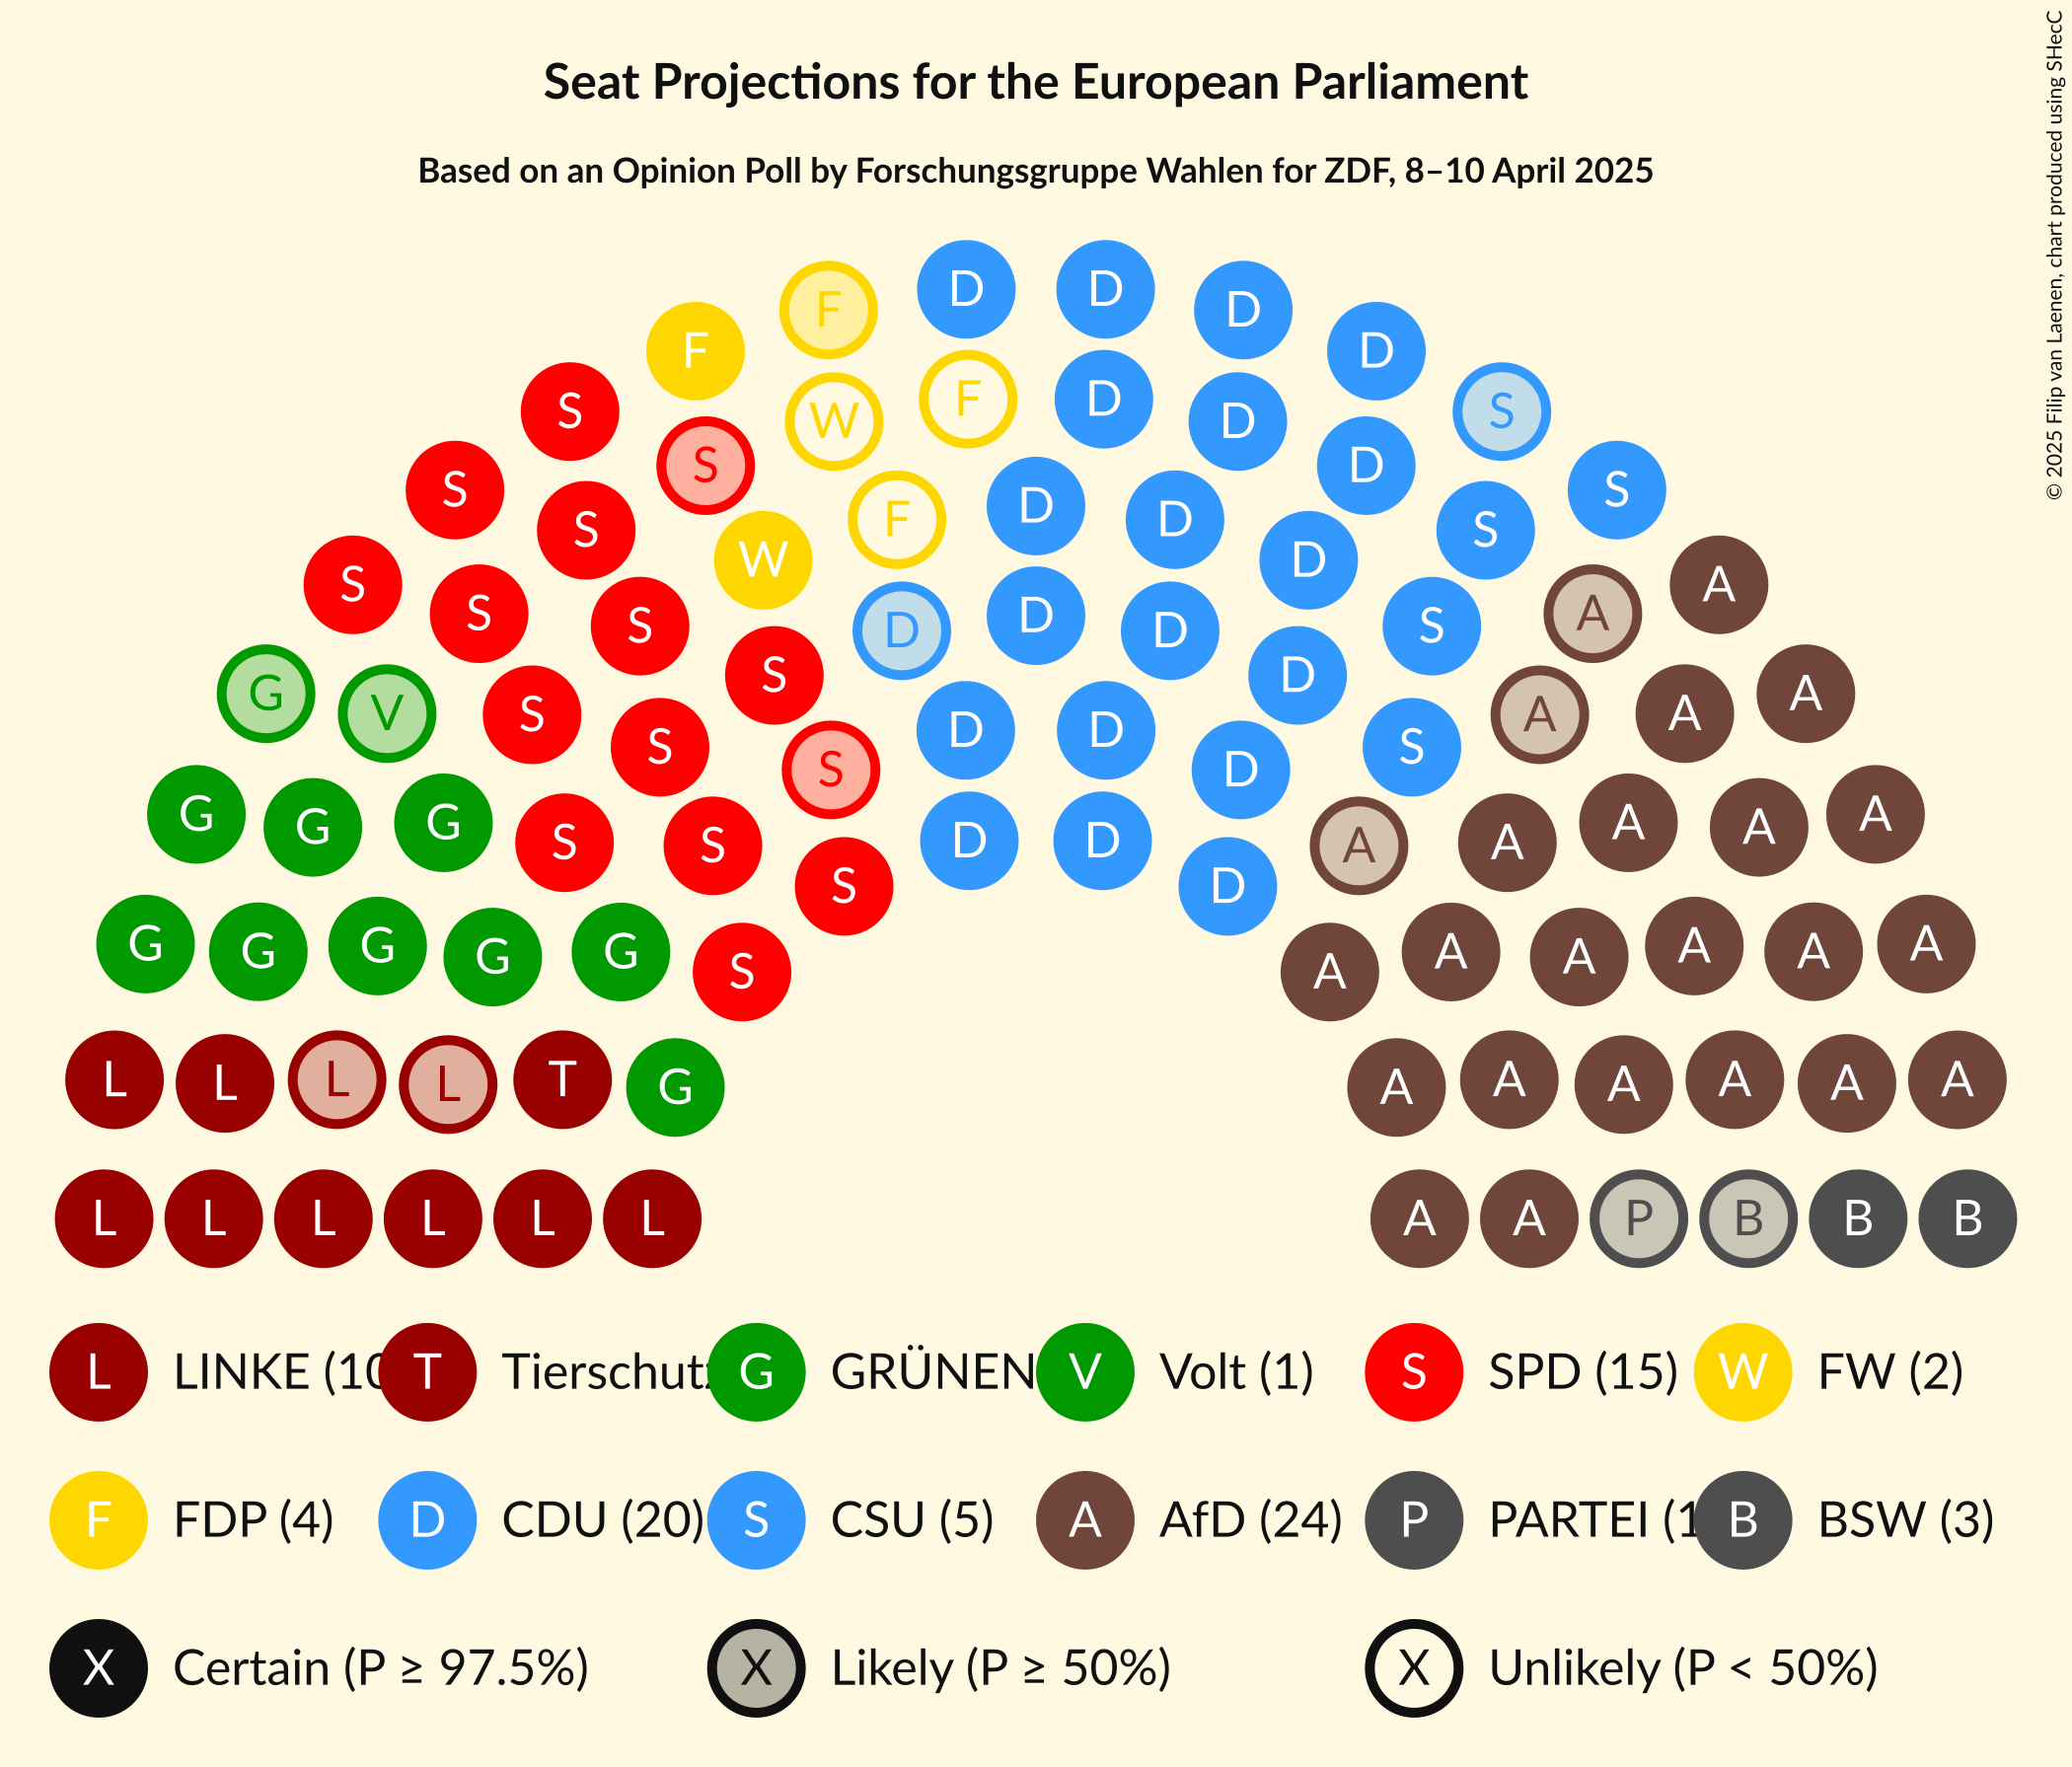 Seat Projections for the European Parliament
Based on an Opinion Poll by Forschungsgruppe Wahlen for ZDF, 8–10 April 2025
© 2025 Filip van Laenen, chart produced using SHecC
D D
F D
F D
S W F D D S
S S D S
S F D D S
S W D A A
S S D D S A
G V S S D D A A A
S D D S
G G G S S D D D A A A A A
S D
G G G G G S A A A A A A
L L L L T G A A A A A A
L L L L L L A A P B B B
L LINKE (10 T Tierschutz G GRÜNEN V Volt (1) S SPD (15) W FW (2)
F FDP (4) D CDU (20) S CSU (5) A AfD (24) P PARTEI (1 B BSW (3)
X Certain (P ≥ 97.5%) X Likely (P ≥ 50%) X Unlikely (P < 50%)